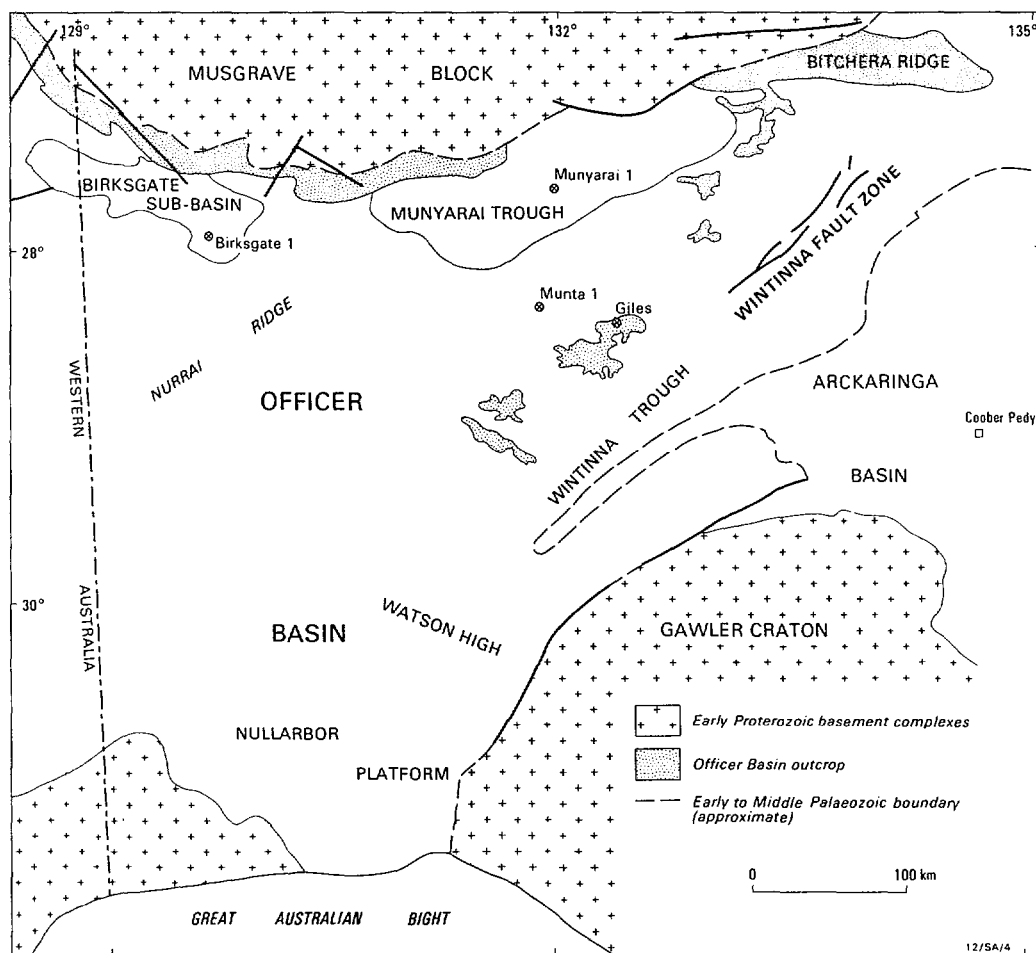 129°
132°
135°
MUSGRAVE BLOCK
BITCHERA RIDGE
BIRKSGATE
SUB-BASIN
Munyarai 1
MUNYARAI TROUGH
Birksgate 1
28°
WINTINNA FAULT ZONE
Munta 1
Giles
NURRAI RIDGE
WESTERN AUSTRALIA
OFFICER
BASIN
WINTINNA TROUGH
ARCKARINGA
BASIN
Coober Pedy
30°
WATSON HIGH
GAWLER CRATON
NULLARBOR
PLATFORM
Early Proterozoic basement complexes
Officer Basin outcrop
Early to Middle Palaeozoic boundary
(approximate)
0 100 km
GREAT AUSTRALIAN BIGHT
12/SA/4